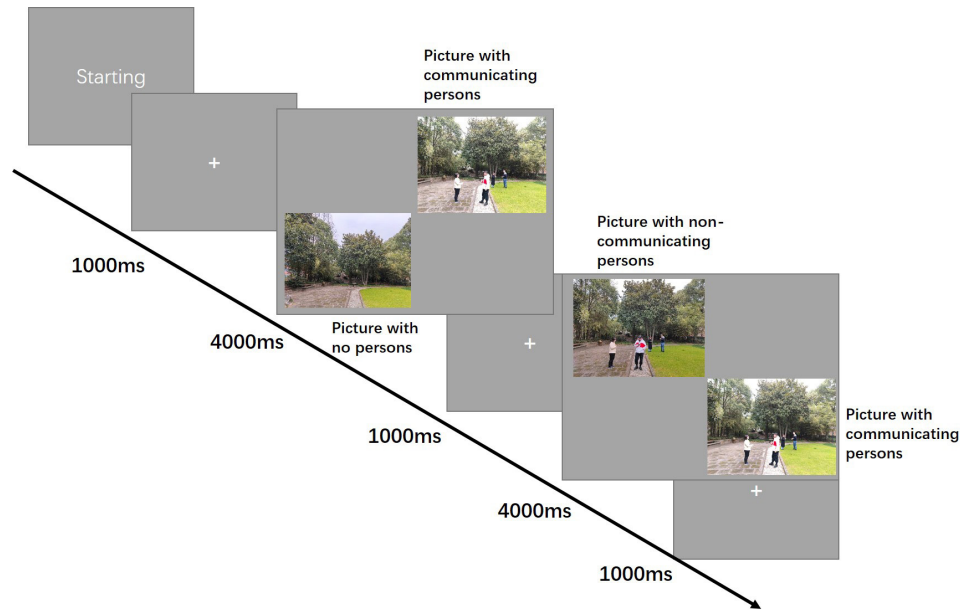 Starting
Picture with
communicating
persons
+
Picture with non-
communicating
persons
1000ms
4000ms
Picture with
no persons
+
1000ms
Picture with
communicating
persons
+
4000ms
1000ms